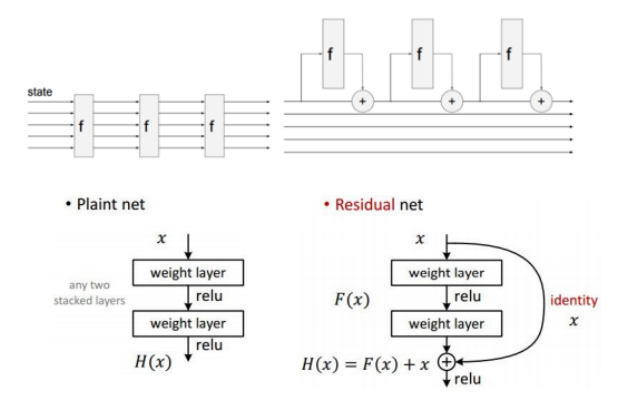 f f f
+ + +
state
f f f
• Plaint net
• Residual net
x
x
weight layer
weight layer
any two
stacked layers
relu
F(x)
relu
identity
x
weight layer
weight layer
relu
H(x)
H(x) = F(x) + x +
relu